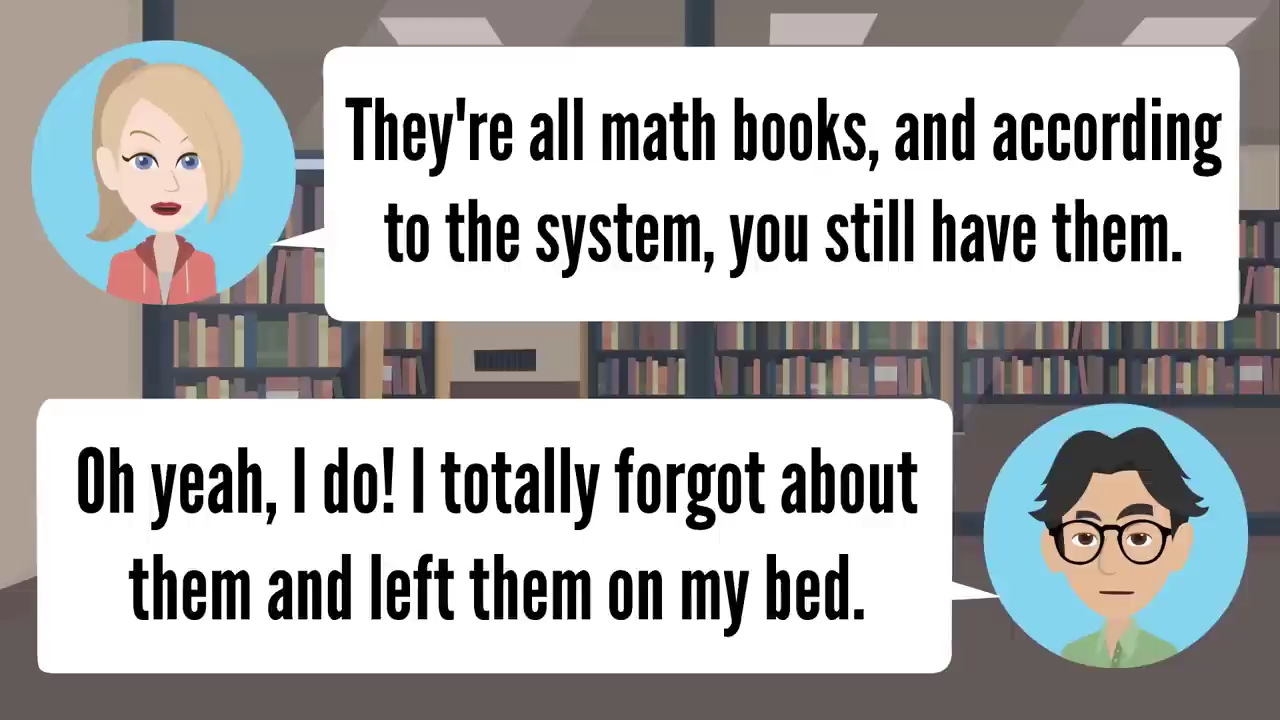 They're all math books, and according
to the system, you still have them.
Oh yeah, I do! I totally forgot about
them and left them on my bed.